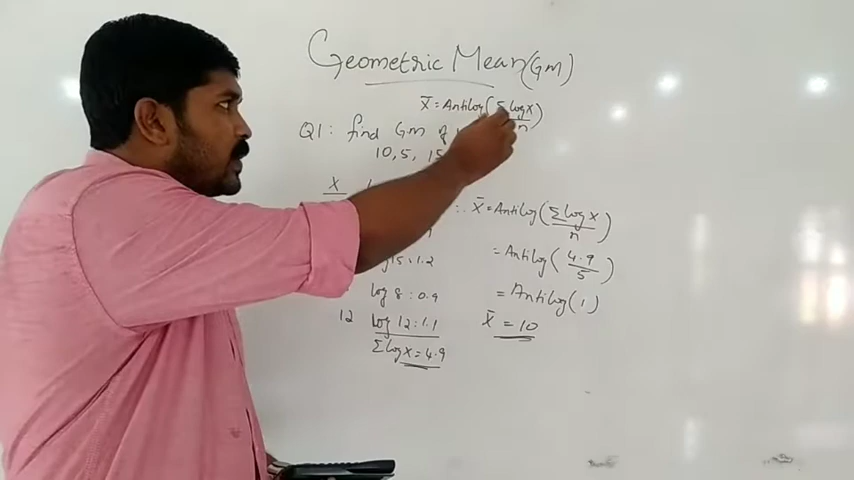 Geometric Mean (Gm)
X̄ = Antilog (Σ log X / n)
Q1: find Gm of
10, 5, 15
X
∴ X̄ = Antilog (Σ log X / n)
log 15 : 1.2
= Antilog (4.9 / 5)
log 8 : 0.9
= Antilog (1)
12 log 12 : 1.1
X̄ = 10
Σ log X = 4.9